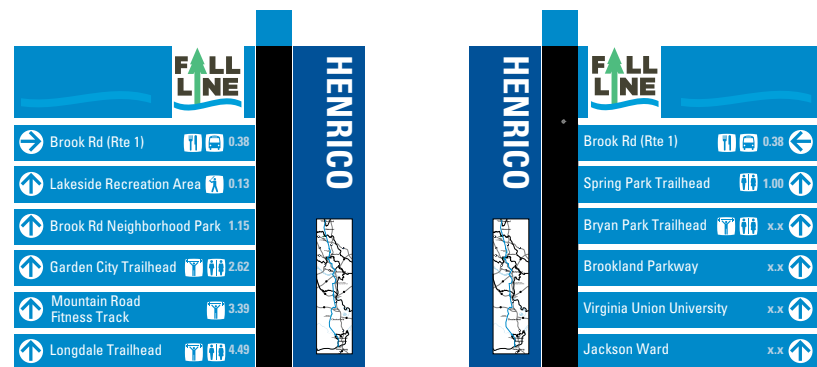 FALL
LINE
HENRICO
Brook Rd (Rte 1) 0.38
Lakeside Recreation Area 0.13
Brook Rd Neighborhood Park 1.15
Garden City Trailhead 2.62
Mountain Road
Fitness Track 3.39
Longdale Trailhead 4.49
HENRICO
FALL
LINE
Brook Rd (Rte 1) 0.38
Spring Park Trailhead 1.00
Bryan Park Trailhead x.x
Brookland Parkway x.x
Virginia Union University x.x
Jackson Ward x.x